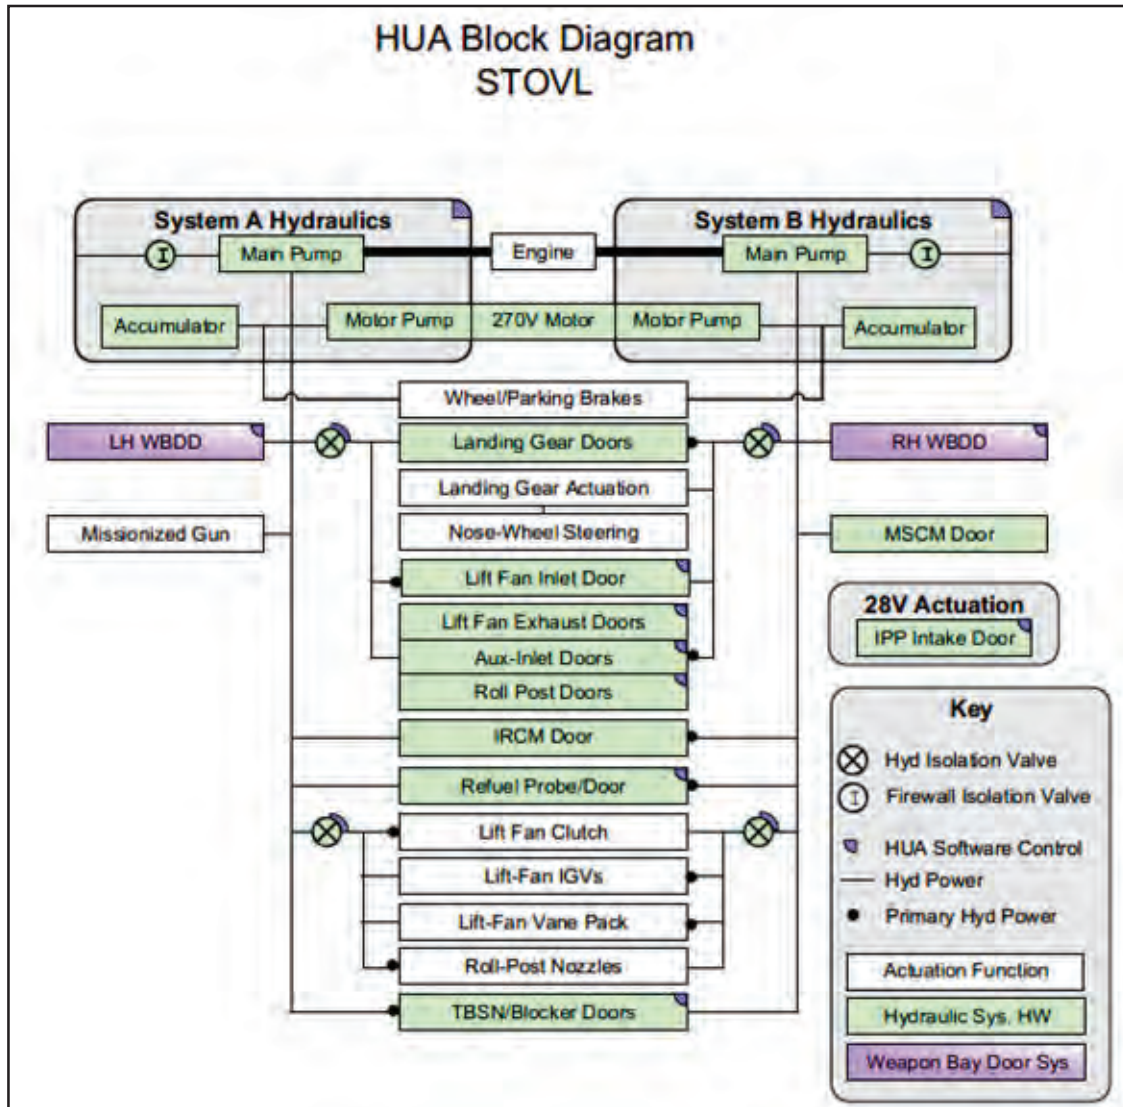 HUA Block Diagram
STOVL
System A Hydraulics
System B Hydraulics
I
Main Pump
Engine
Main Pump
I
Accumulator
Motor Pump
270V Motor
Motor Pump
Accumulator
Wheel/Parking Brakes
LH WBDD
Landing Gear Doors
RH WBDD
Landing Gear Actuation
Missionized Gun
Nose-Wheel Steering
MSCM Door
Lift Fan Inlet Door
28V Actuation
Lift Fan Exhaust Doors
IPP Intake Door
Aux-Inlet Doors
Roll Post Doors
IRCM Door
Refuel Probe/Door
Lift Fan Clutch
Lift-Fan IGVs
Lift-Fan Vane Pack
Roll-Post Nozzles
TBSN/Blocker Doors
Key
Hyd Isolation Valve
I
Firewall Isolation Valve
HUA Software Control
Hyd Power
Primary Hyd Power
Actuation Function
Hydraulic Sys. HW
Weapon Bay Door Sys